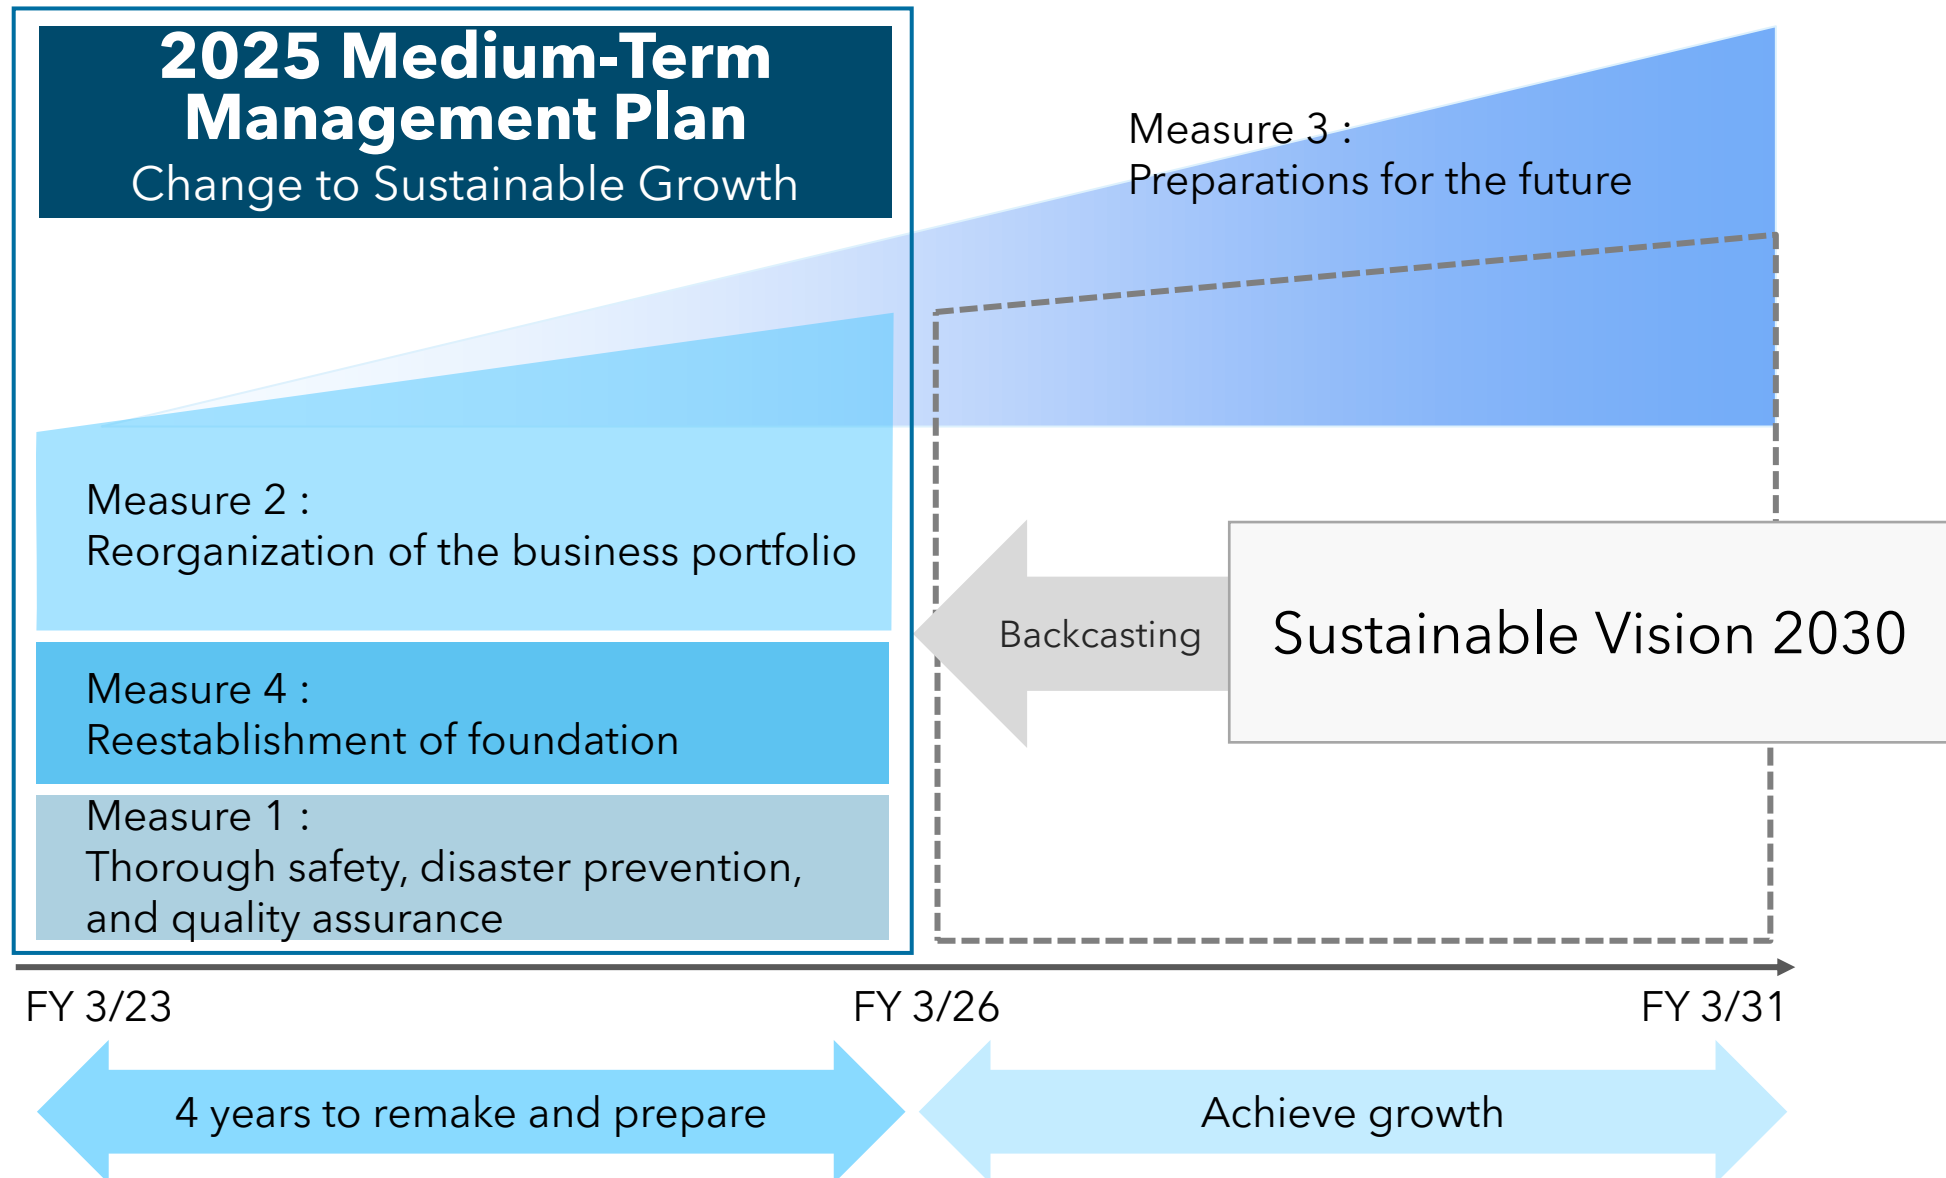 2025 Medium-Term
Management Plan
Change to Sustainable Growth
Measure 3 :
Preparations for the future
Measure 2 :
Reorganization of the business portfolio
Backcasting
Sustainable Vision 2030
Measure 4 :
Reestablishment of foundation
Measure 1 :
Thorough safety, disaster prevention,
and quality assurance
FY 3/23
FY 3/26
FY 3/31
4 years to remake and prepare
Achieve growth